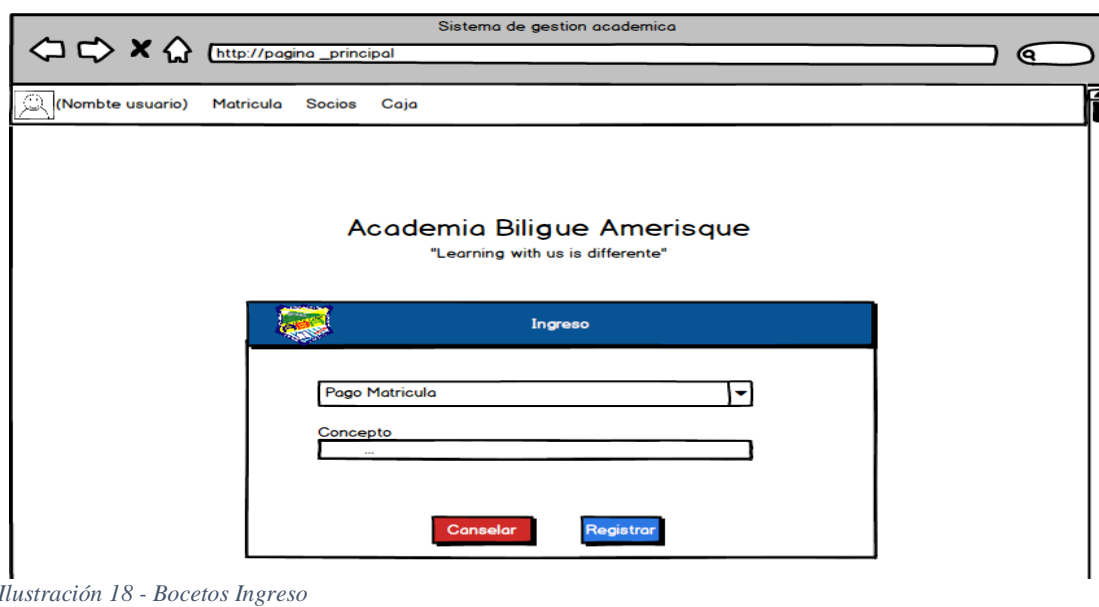 Sistema de gestion academica
http://pagina _principal
(Nombte usuario) Matricula Socios Caja
Academia Biligue Amerisque
"Learning with us is differente"
Ingreso
Pago Matricula
Concepto
...
Canselar Registrar
Ilustración 18 - Bocetos Ingreso